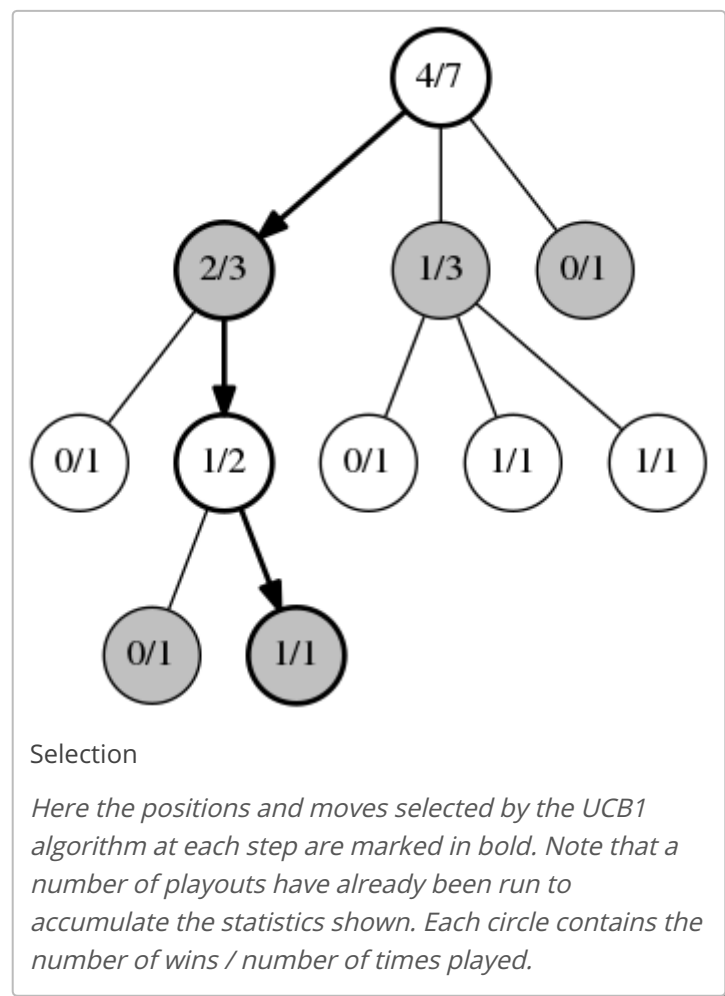 4/7
2/3 1/3 0/1
0/1 1/2 0/1 1/1 1/1
0/1 1/1
Selection
Here the positions and moves selected by the UCB1
algorithm at each step are marked in bold. Note that a
number of playouts have already been run to
accumulate the statistics shown. Each circle contains the
number of wins / number of times played.